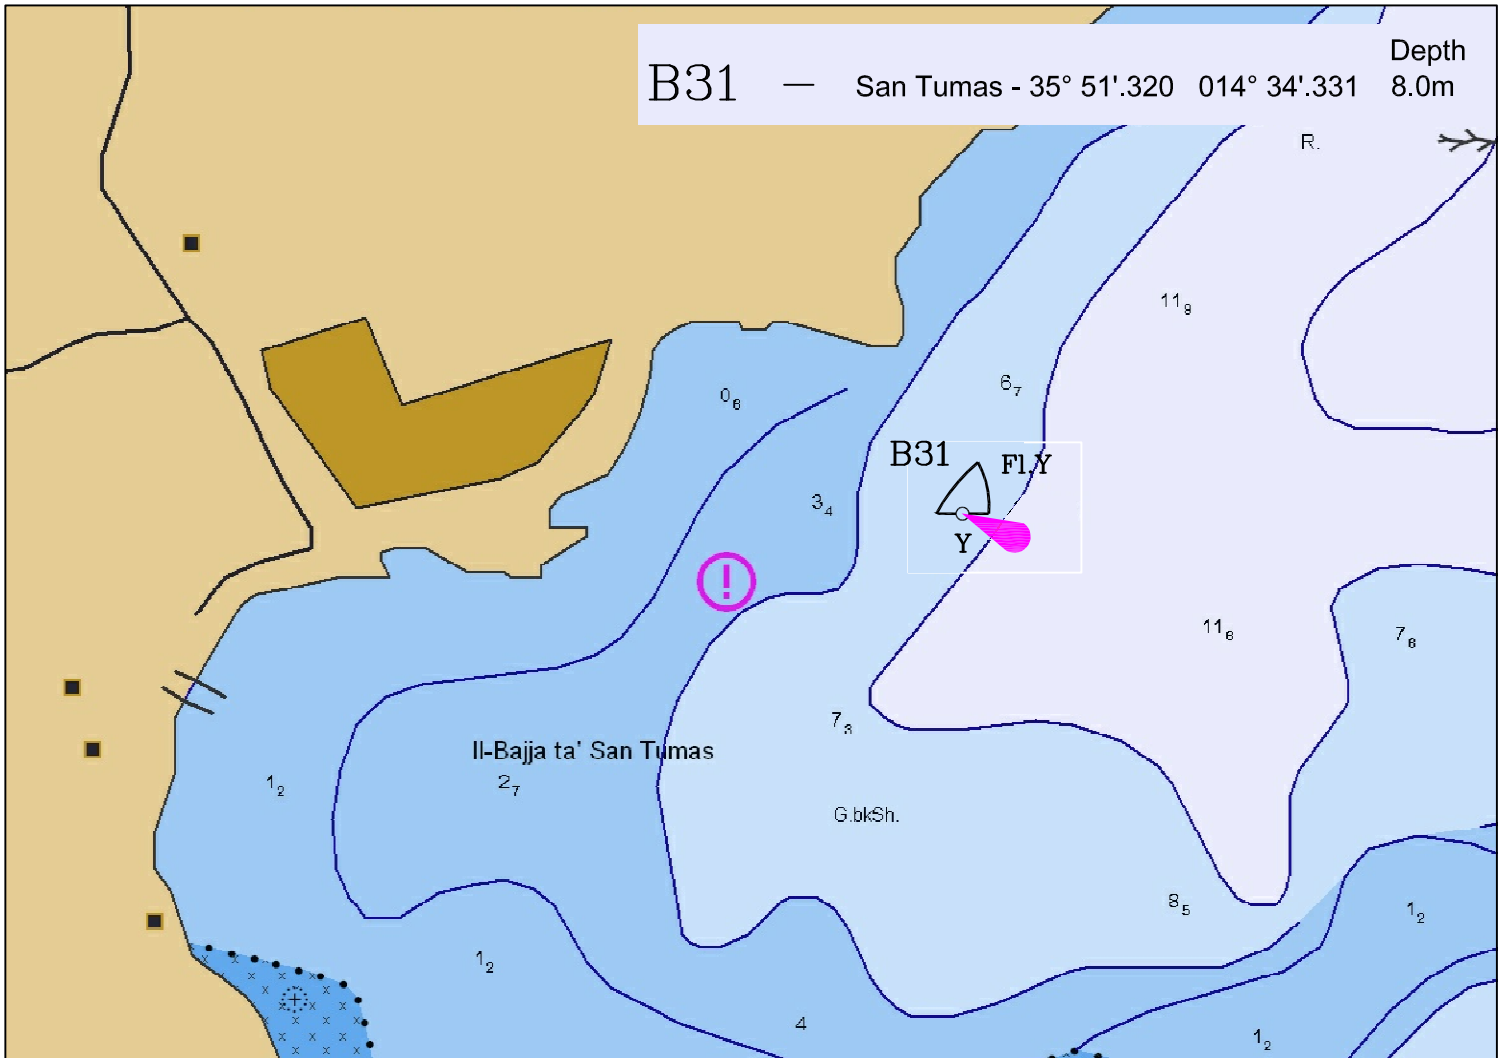 Depth
B31 — San Tumas - 35° 51'.320 014° 34'.331 8.0m
R.
11₉
6₇
0₆
B31
Fl.Y
3₄
Y
!
11₆
7₆
7₃
Il-Bajja ta' San Tumas
1₂
2₇
G.bkSh.
8₅
1₂
1₂
4
1₂